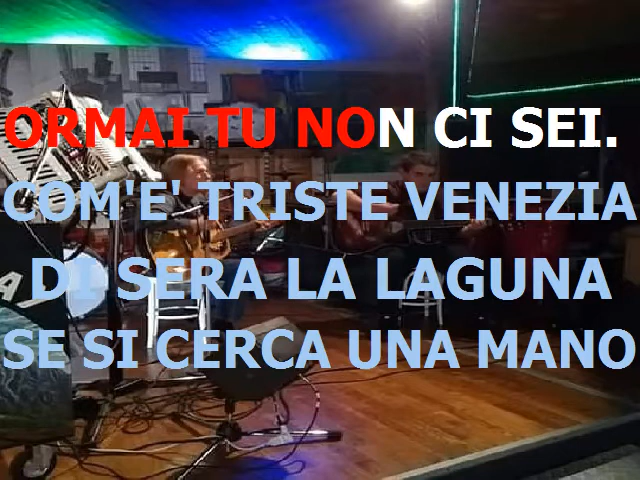 ORMAI TU NON CI SEI.
COM'E' TRISTE VENEZIA
DI SERA LA LAGUNA
SE SI CERCA UNA MANO